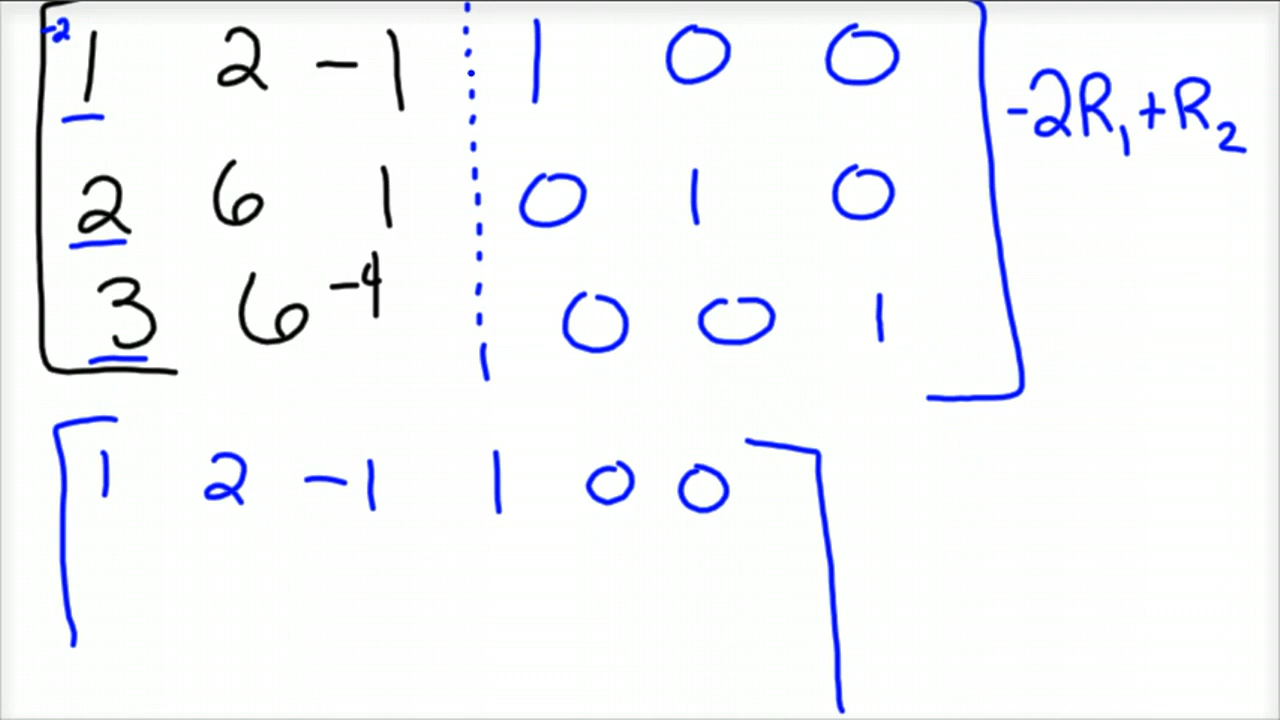 -2
1 2 -1 1 0 0 -2R₁+R₂
2 6 1 0 1 0
3 6 -4 0 0 1
1 2 -1 1 0 0